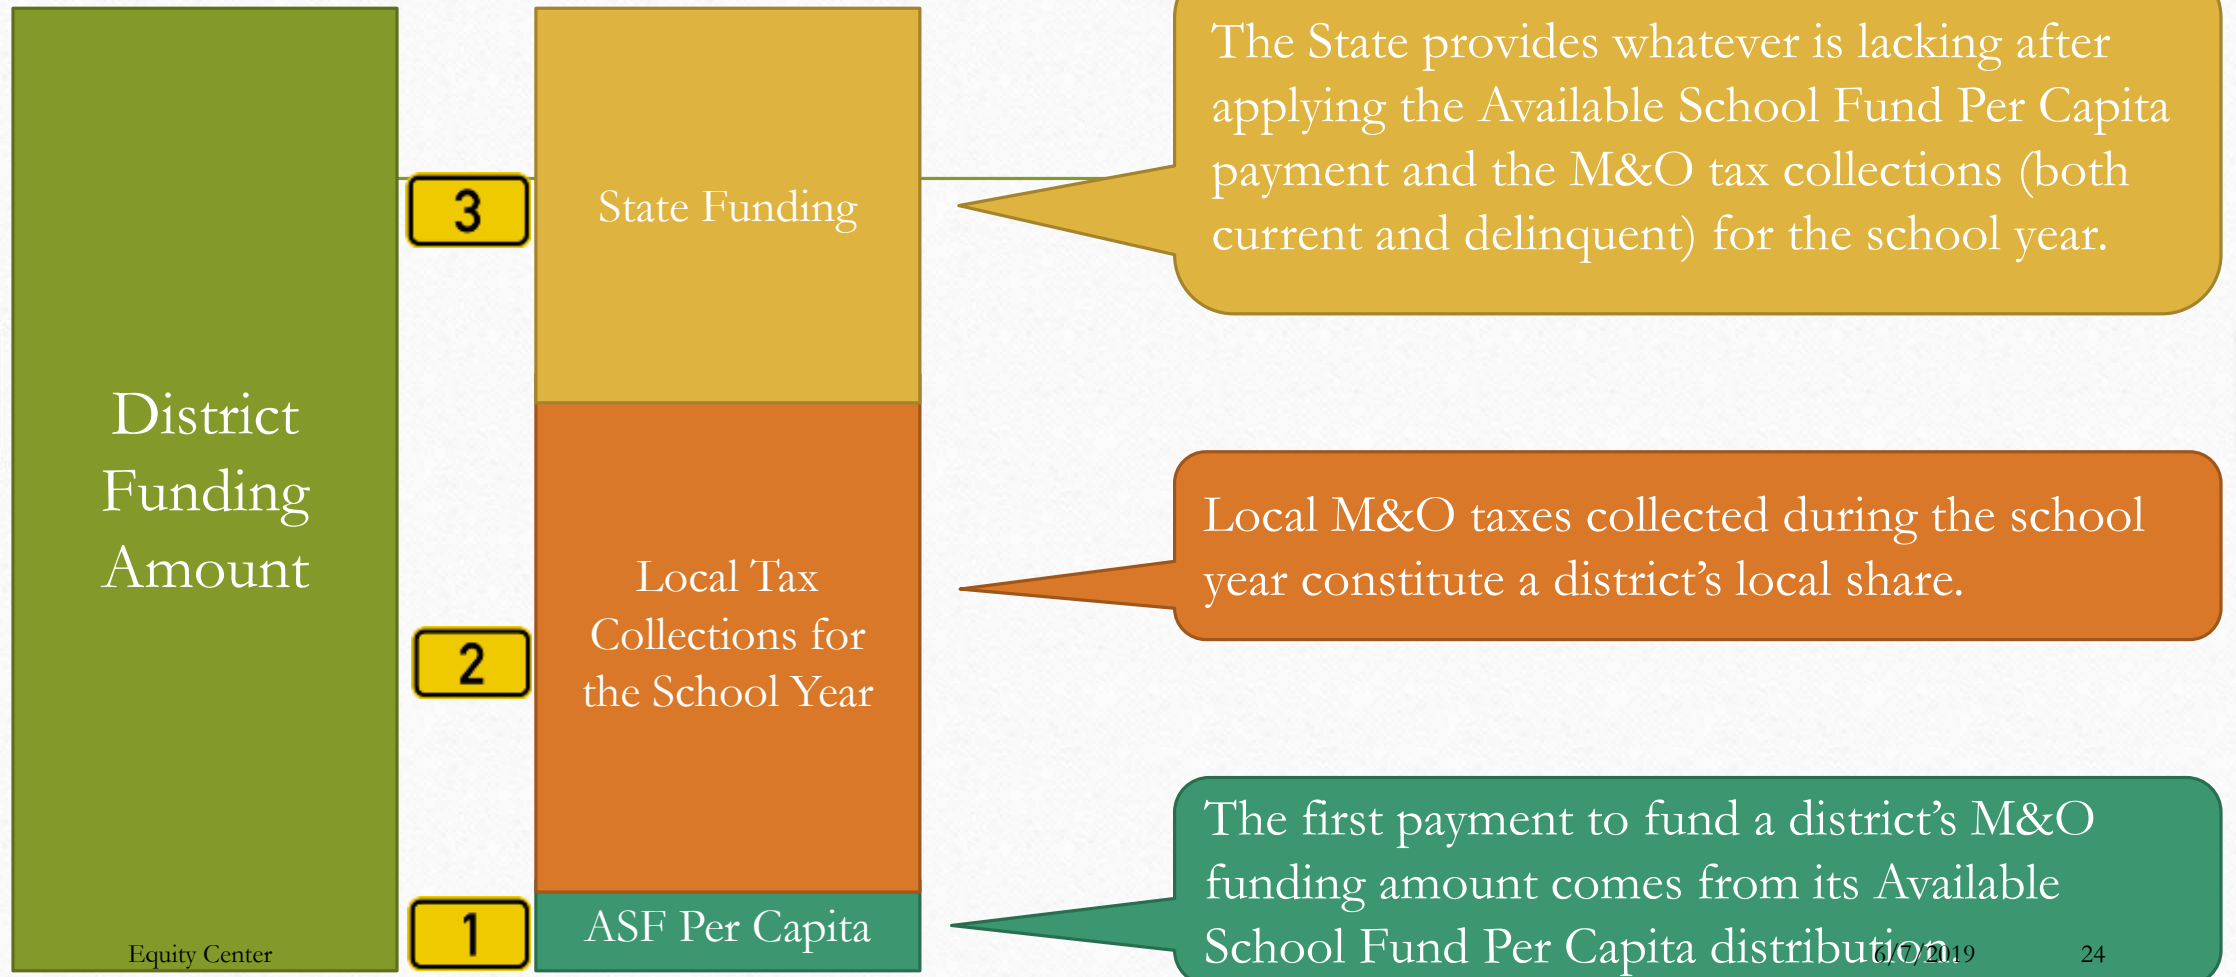 District
Funding
Amount
3
State Funding
The State provides whatever is lacking after
applying the Available School Fund Per Capita
payment and the M&O tax collections (both
current and delinquent) for the school year.
2
Local Tax
Collections for
the School Year
Local M&O taxes collected during the school
year constitute a district’s local share.
1
ASF Per Capita
The first payment to fund a district’s M&O
funding amount comes from its Available
School Fund Per Capita distribution.
Equity Center
6/7/2019
24